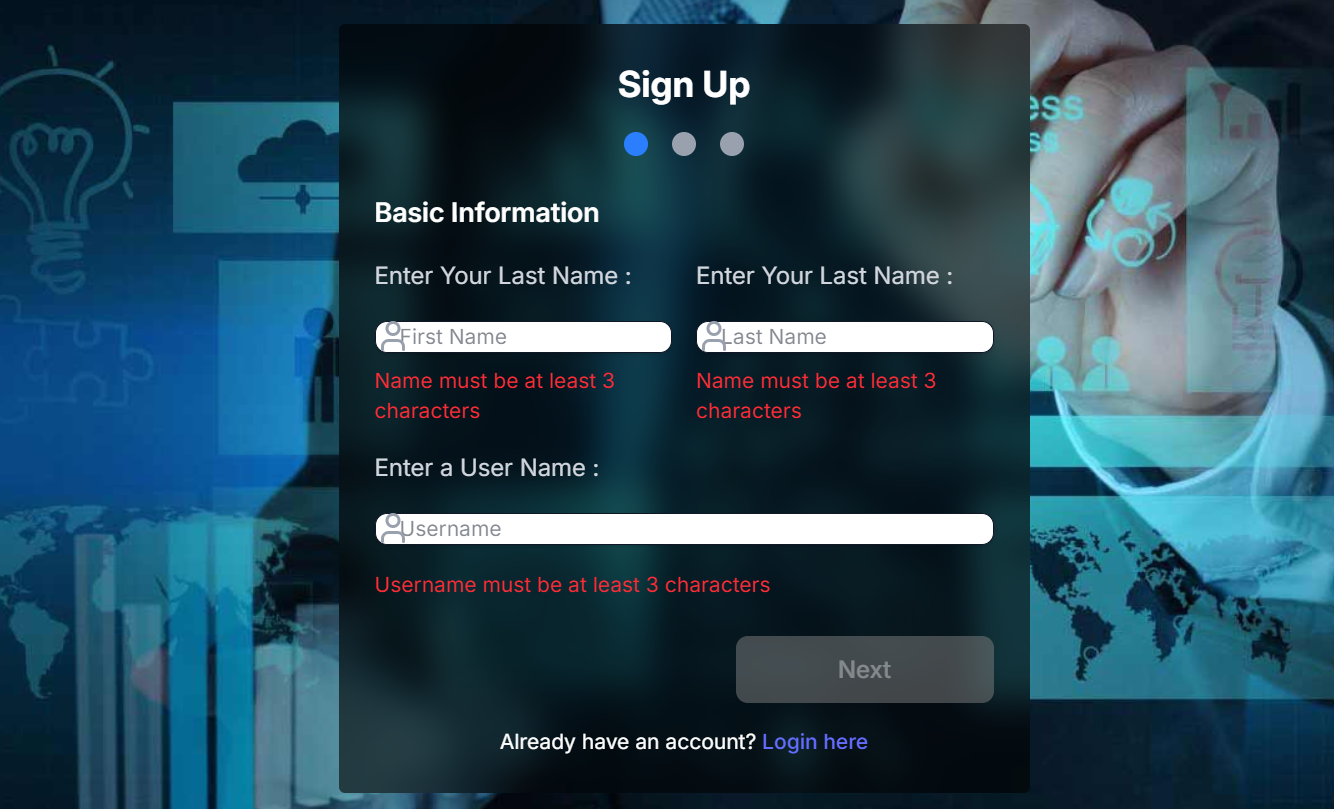 Sign Up
Basic Information
Enter Your Last Name :
Enter Your Last Name :
First Name
Last Name
Name must be at least 3
characters
Name must be at least 3
characters
Enter a User Name :
Username
Username must be at least 3 characters
Next
Already have an account? Login here